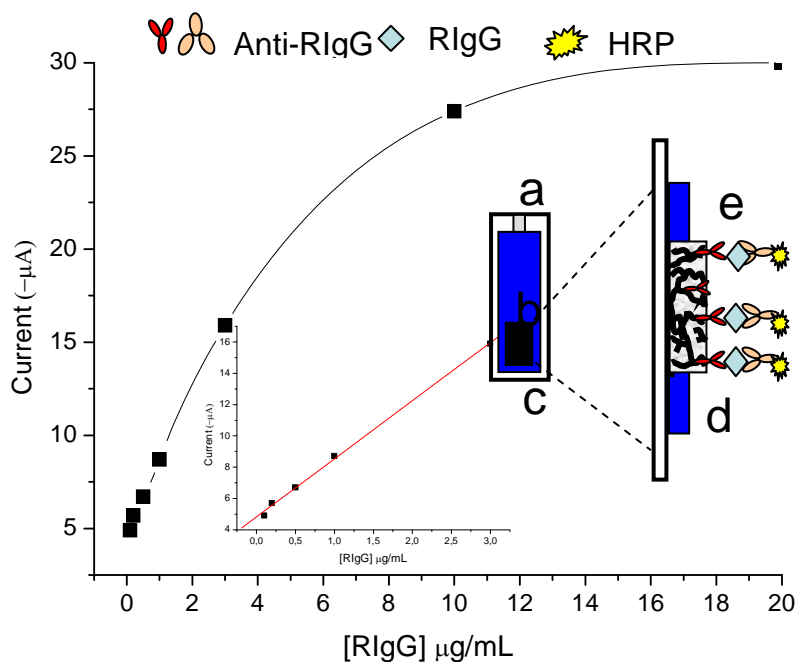 Anti-RIgG RIgG HRP
30
25
20
15
10
5
Current (−μA)
0 2 4 6 8 10 12 14 16 18 20
[RIgG] μg/mL
16
14
12
10
8
6
4
Current (−μA)
0,0 0,5 1,0 1,5 2,0 2,5 3,0
[RIgG] μg/mL
a
b
c
e
d